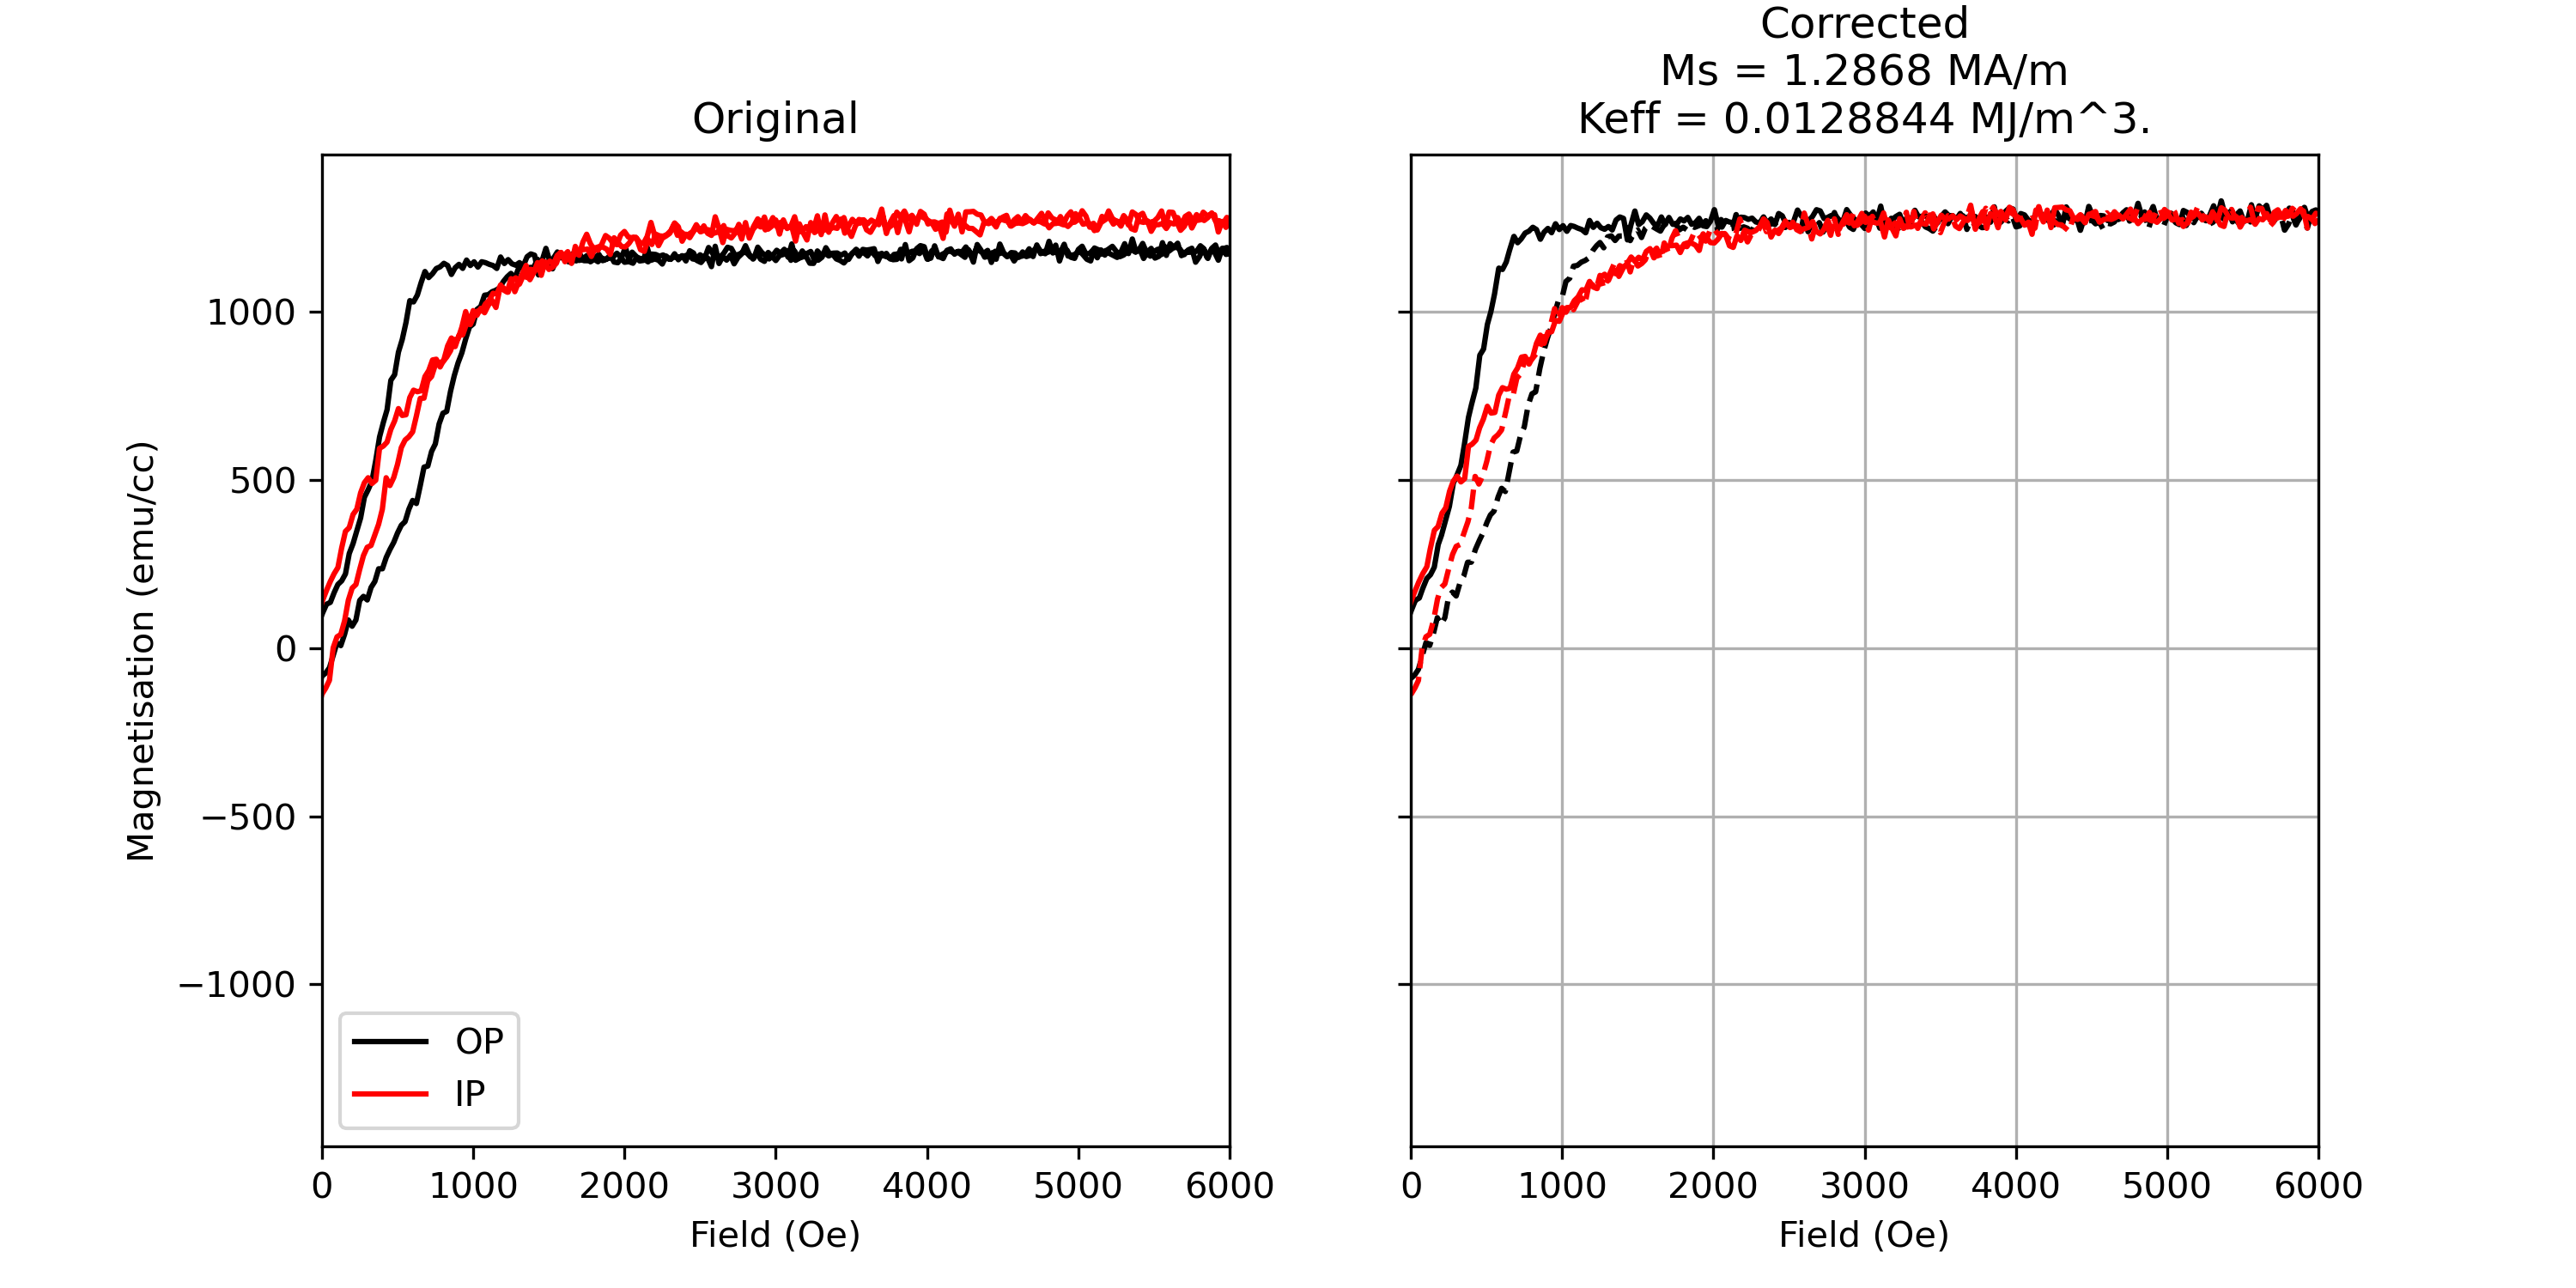 Original
Magnetisation (emu/cc)
1000
500
0
−500
−1000
OP
IP
0 1000 2000 3000 4000 5000 6000
Field (Oe)
Corrected
Ms = 1.2868 MA/m
Keff = 0.0128844 MJ/m^3.
0 1000 2000 3000 4000 5000 6000
Field (Oe)